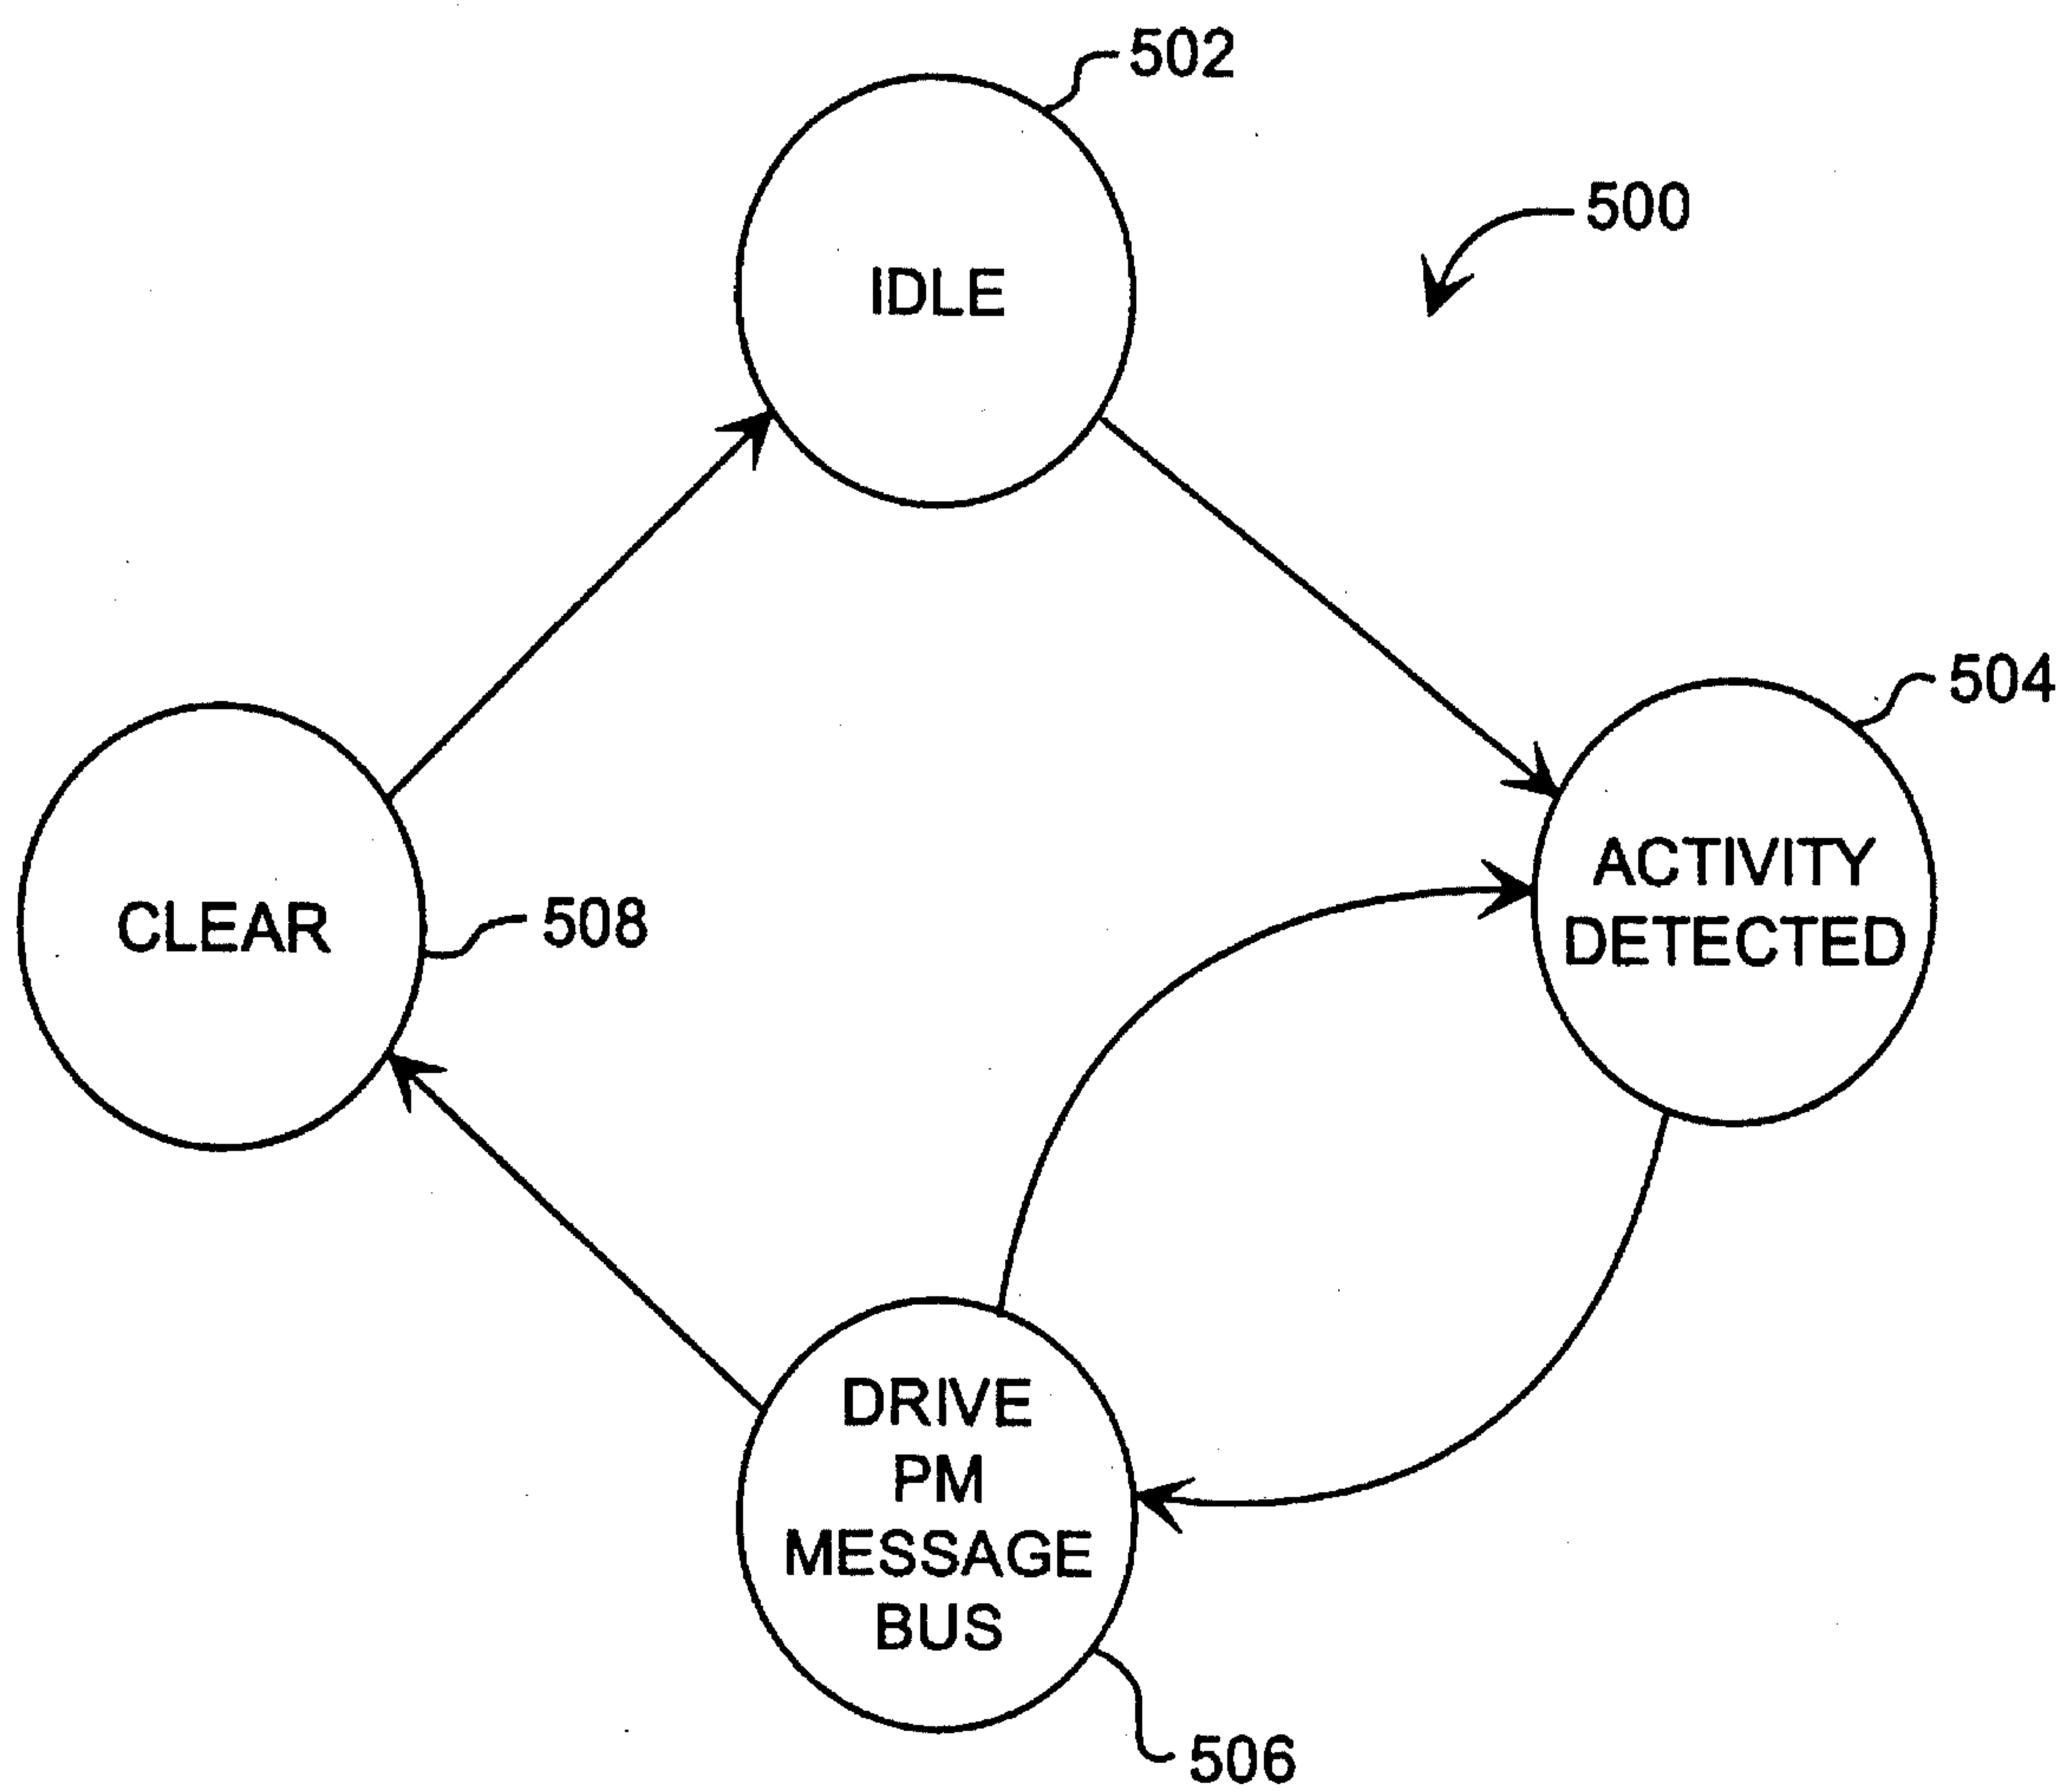 502
500
IDLE
504
ACTIVITY
DETECTED
CLEAR
508
DRIVE
PM
MESSAGE
BUS
506